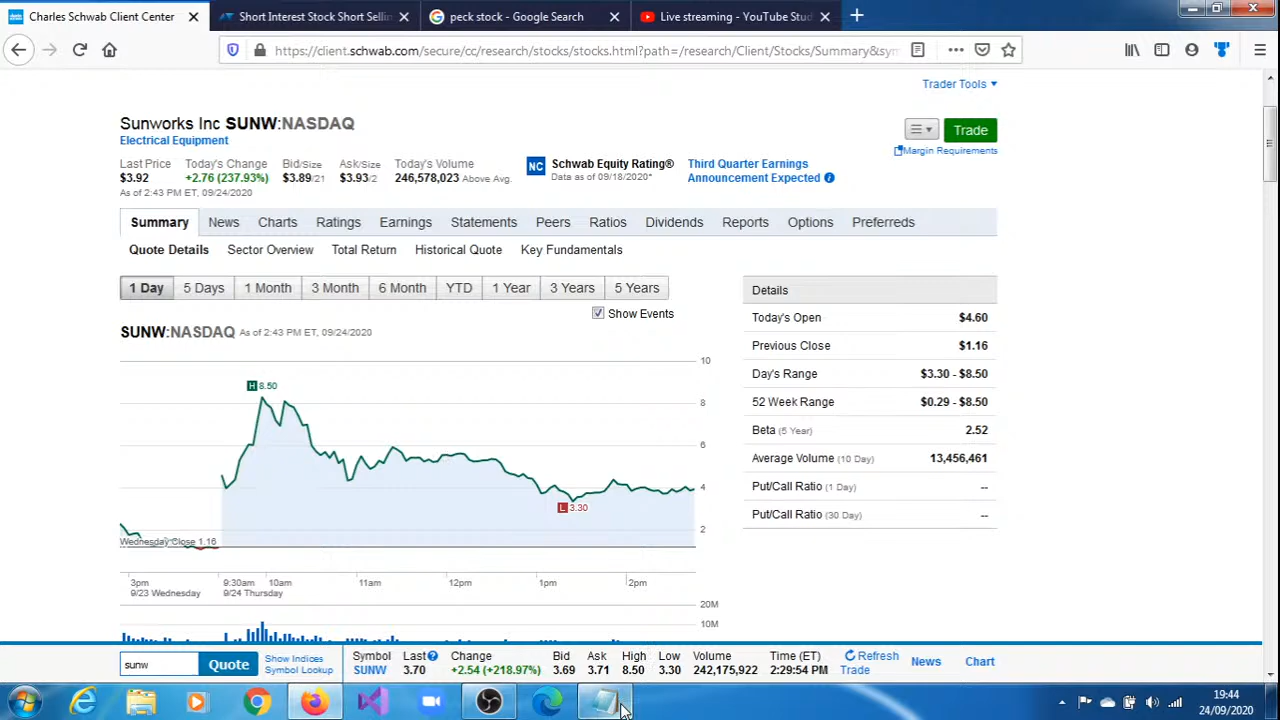 Charles Schwab Client Center
Short Interest Stock Short Sellin
peck stock - Google Search
Live streaming - YouTube Stud
https://client.schwab.com/secure/cc/research/stocks/stocks.html?path=/research/Client/Stocks/Summary&sym
Trader Tools
Sunworks Inc SUNW:NASDAQ
Electrical Equipment
Trade
Margin Requirements
Last Price Today's Change Bid/Size Ask/Size Today's Volume
$3.92 +2.76 (237.93%) $3.89/21 $3.93/2 246,578,023 Above Avg.
As of 2:43 PM ET, 09/24/2020
NC Schwab Equity Rating®
Data as of 09/18/2020*
Third Quarter Earnings
Announcement Expected
Summary News Charts Ratings Earnings Statements Peers Ratios Dividends Reports Options Preferreds
Quote Details Sector Overview Total Return Historical Quote Key Fundamentals
1 Day 5 Days 1 Month 3 Month 6 Month YTD 1 Year 3 Years 5 Years
Show Events
SUNW:NASDAQ As of 2:43 PM ET, 09/24/2020
10
H 8.50
8
6
4
L 3.30
2
Wednesday Close 1.16
3pm 9:30am 10am 11am 12pm 1pm 2pm
9/23 Wednesday 9/24 Thursday
20M
10M
Details
Today's Open $4.60
Previous Close $1.16
Day's Range $3.30 - $8.50
52 Week Range $0.29 - $8.50
Beta (5 Year) 2.52
Average Volume (10 Day) 13,456,461
Put/Call Ratio (1 Day) --
Put/Call Ratio (30 Day) --
sunw Quote
Show Indices
Symbol Lookup
Symbol Last Change Bid Ask High Low Volume Time (ET)
SUNW 3.70 +2.54 (+218.97%) 3.69 3.71 8.50 3.30 242,175,922 2:29:54 PM
Refresh
Trade
News Chart
19:44
24/09/2020